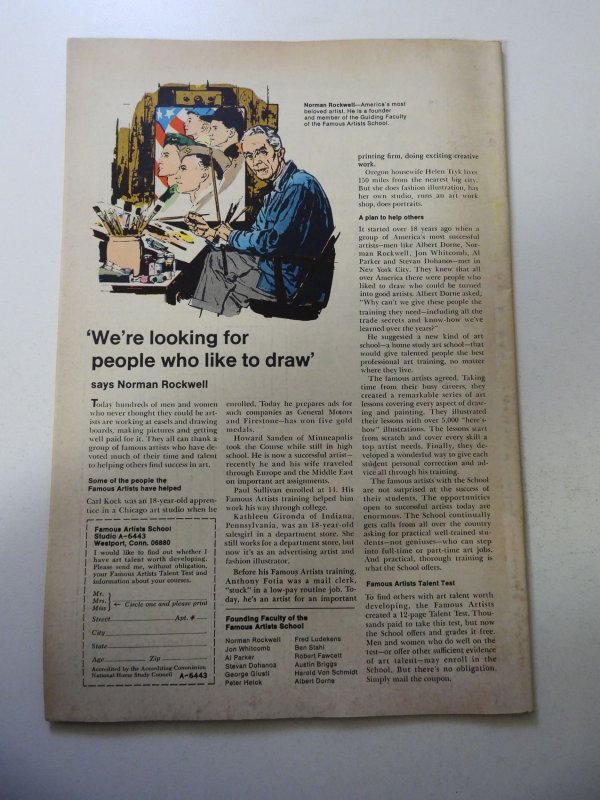 Norman Rockwell—America's most
beloved artist. He is a founder
and member of the Guiding Faculty
of the Famous Artists School.
'We're looking for
people who like to draw'
says Norman Rockwell
Today hundreds of men and women
who never thought they could be art-
ists are working at easels and drawing
boards, making pictures and getting
well paid for it. They all can thank a
group of famous artists who have de-
voted much of their time and talent
to helping others find success in art.
Some of the people the
Famous Artists have helped
Carl Kock was an 18-year-old appren-
tice in a Chicago art studio when he
enrolled. Today he prepares ads for
such companies as General Motors
and Firestone—has won five gold
medals.
Howard Sanden of Minneapolis
took the Course while still in high
school. He is now a successful artist—
recently he and his wife traveled
through Europe and the Middle East
on important art assignments.
Paul Sullivan enrolled at 14. His
Famous Artists training helped him
work his way through college.
Kathleen Gironda of Indiana,
Pennsylvania, was an 18-year-old
salesgirl in a department store. She
still works for a department store, but
now it's as an advertising artist and
fashion illustrator.
Before his Famous Artists training,
Anthony Fotia was a mail clerk,
"stuck" in a low-pay routine job. To-
day, he's an artist for an important
printing firm, doing exciting creative
work.
Oregon housewife Helen Tryk lives
150 miles from the nearest big city.
But she does fashion illustration, has
her own studio, runs an art work
shop, does portraits.
A plan to help others
It started over 18 years ago when a
group of America's most successful
artists—men like Albert Dorne, Nor-
man Rockwell, Jon Whitcomb, Al
Parker and Stevan Dohanos—met in
New York City. They knew that all
over America there were people who
liked to draw who could be turned
into good artists. Albert Dorne asked,
"Why can't we give these people the
training they need—including all the
trade secrets and know-how we've
learned over the years?"
He suggested a new kind of art
school—a home study art school—that
would give talented people the best
professional art training, no matter
where they live.
The famous artists agreed. Taking
time from their busy careers, they
created a remarkable series of art
lessons covering every aspect of draw-
ing and painting. They illustrated
their lessons with over 5,000 "here's-
how" illustrations. The lessons start
from scratch and cover every skill a
top artist needs. Finally, they de-
veloped a wonderful way to give each
student personal correction and ad-
vice all through his training.
The famous artists with the School
are not surprised at the success of
their students. The opportunities
open to successful artists today are
enormous. The School continually
gets calls from all over the country
asking for practical well-trained stu-
dents—not geniuses—who can step
into full-time or part-time art jobs.
And practical, thorough training is
what the School offers.
Famous Artists Talent Test
To find others with art talent worth
developing, the Famous Artists
created a 12-page Talent Test. Thou-
sands paid to take this test, but now
the School offers and grades it free.
Men and women who do well on the
test—or offer other sufficient evidence
of art talent—may enroll in the
School. But there's no obligation.
Simply mail the coupon.
Famous Artists School
Studio A-6443
Westport, Conn. 06880
I would like to find out whether I
have art talent worth developing.
Please send me, without obligation,
your Famous Artists Talent Test and
information about your courses.
Mr.
Mrs. ← Circle one and please print
Miss
Street Apt. #
City
State
Age Zip
Accredited by the Accrediting Commission
National Home Study Council A-6443
Founding Faculty of the
Famous Artists School
Norman Rockwell
Jon Whitcomb
Al Parker
Stevan Dohanos
George Giusti
Peter Helck
Fred Ludekens
Ben Stahl
Robert Fawcett
Austin Briggs
Harold Von Schmidt
Albert Dorne